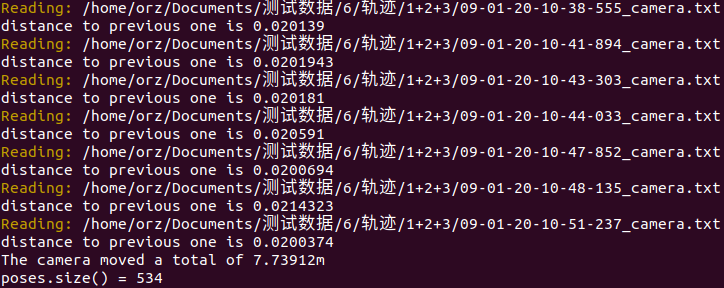 Reading: /home/orz/Documents/测试数据/6/轨迹/1+2+3/09-01-20-10-38-555_camera.txt
distance to previous one is 0.020139
Reading: /home/orz/Documents/测试数据/6/轨迹/1+2+3/09-01-20-10-41-894_camera.txt
distance to previous one is 0.0201943
Reading: /home/orz/Documents/测试数据/6/轨迹/1+2+3/09-01-20-10-43-303_camera.txt
distance to previous one is 0.020181
Reading: /home/orz/Documents/测试数据/6/轨迹/1+2+3/09-01-20-10-44-033_camera.txt
distance to previous one is 0.020591
Reading: /home/orz/Documents/测试数据/6/轨迹/1+2+3/09-01-20-10-47-852_camera.txt
distance to previous one is 0.0200694
Reading: /home/orz/Documents/测试数据/6/轨迹/1+2+3/09-01-20-10-48-135_camera.txt
distance to previous one is 0.0214323
Reading: /home/orz/Documents/测试数据/6/轨迹/1+2+3/09-01-20-10-51-237_camera.txt
distance to previous one is 0.0200374
The camera moved a total of 7.73912m
poses.size() = 534